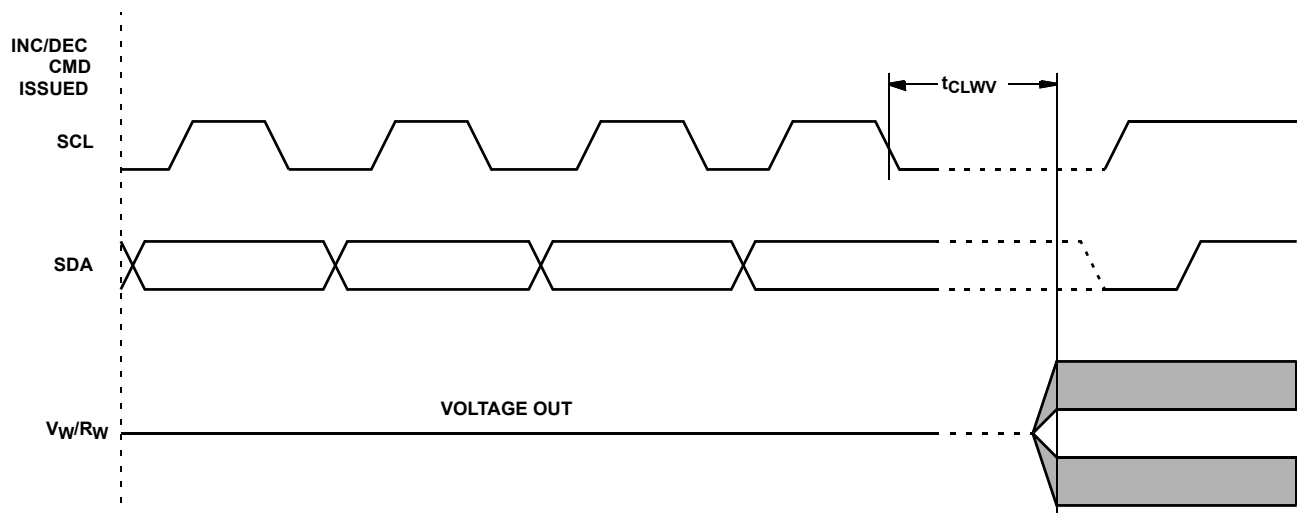 INC/DEC
CMD
ISSUED
tCLWV
SCL
SDA
VOLTAGE OUT
VW/RW